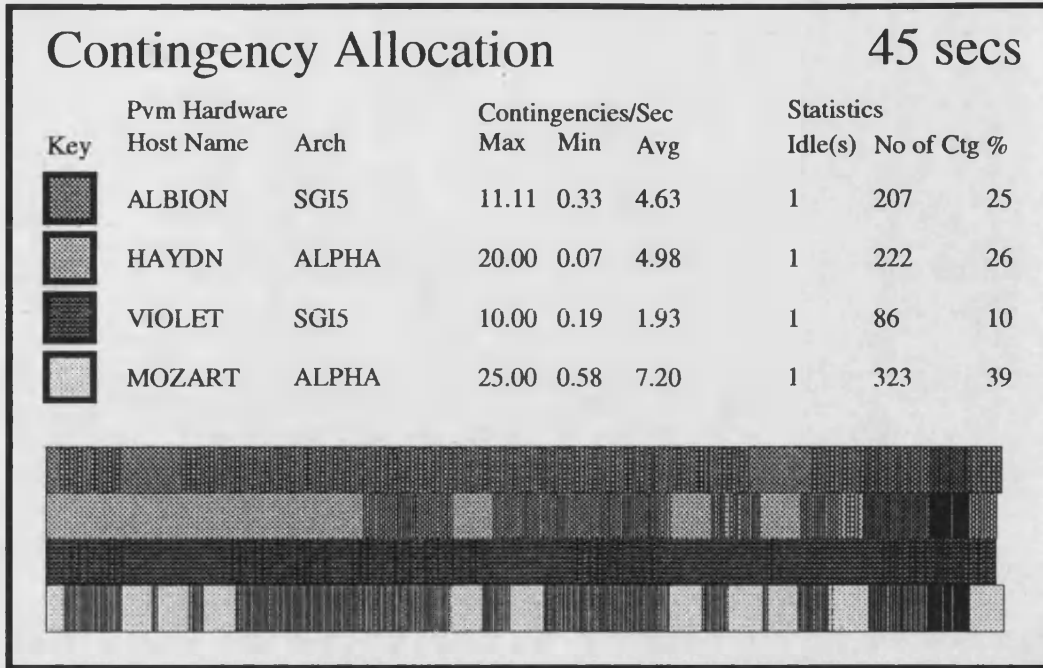 Contingency Allocation 45 secs
Pvm Hardware Contingencies/Sec Statistics
Key Host Name Arch Max Min Avg Idle(s) No of Ctg %
ALBION SGI5 11.11 0.33 4.63 1 207 25
HAYDN ALPHA 20.00 0.07 4.98 1 222 26
VIOLET SGI5 10.00 0.19 1.93 1 86 10
MOZART ALPHA 25.00 0.58 7.20 1 323 39